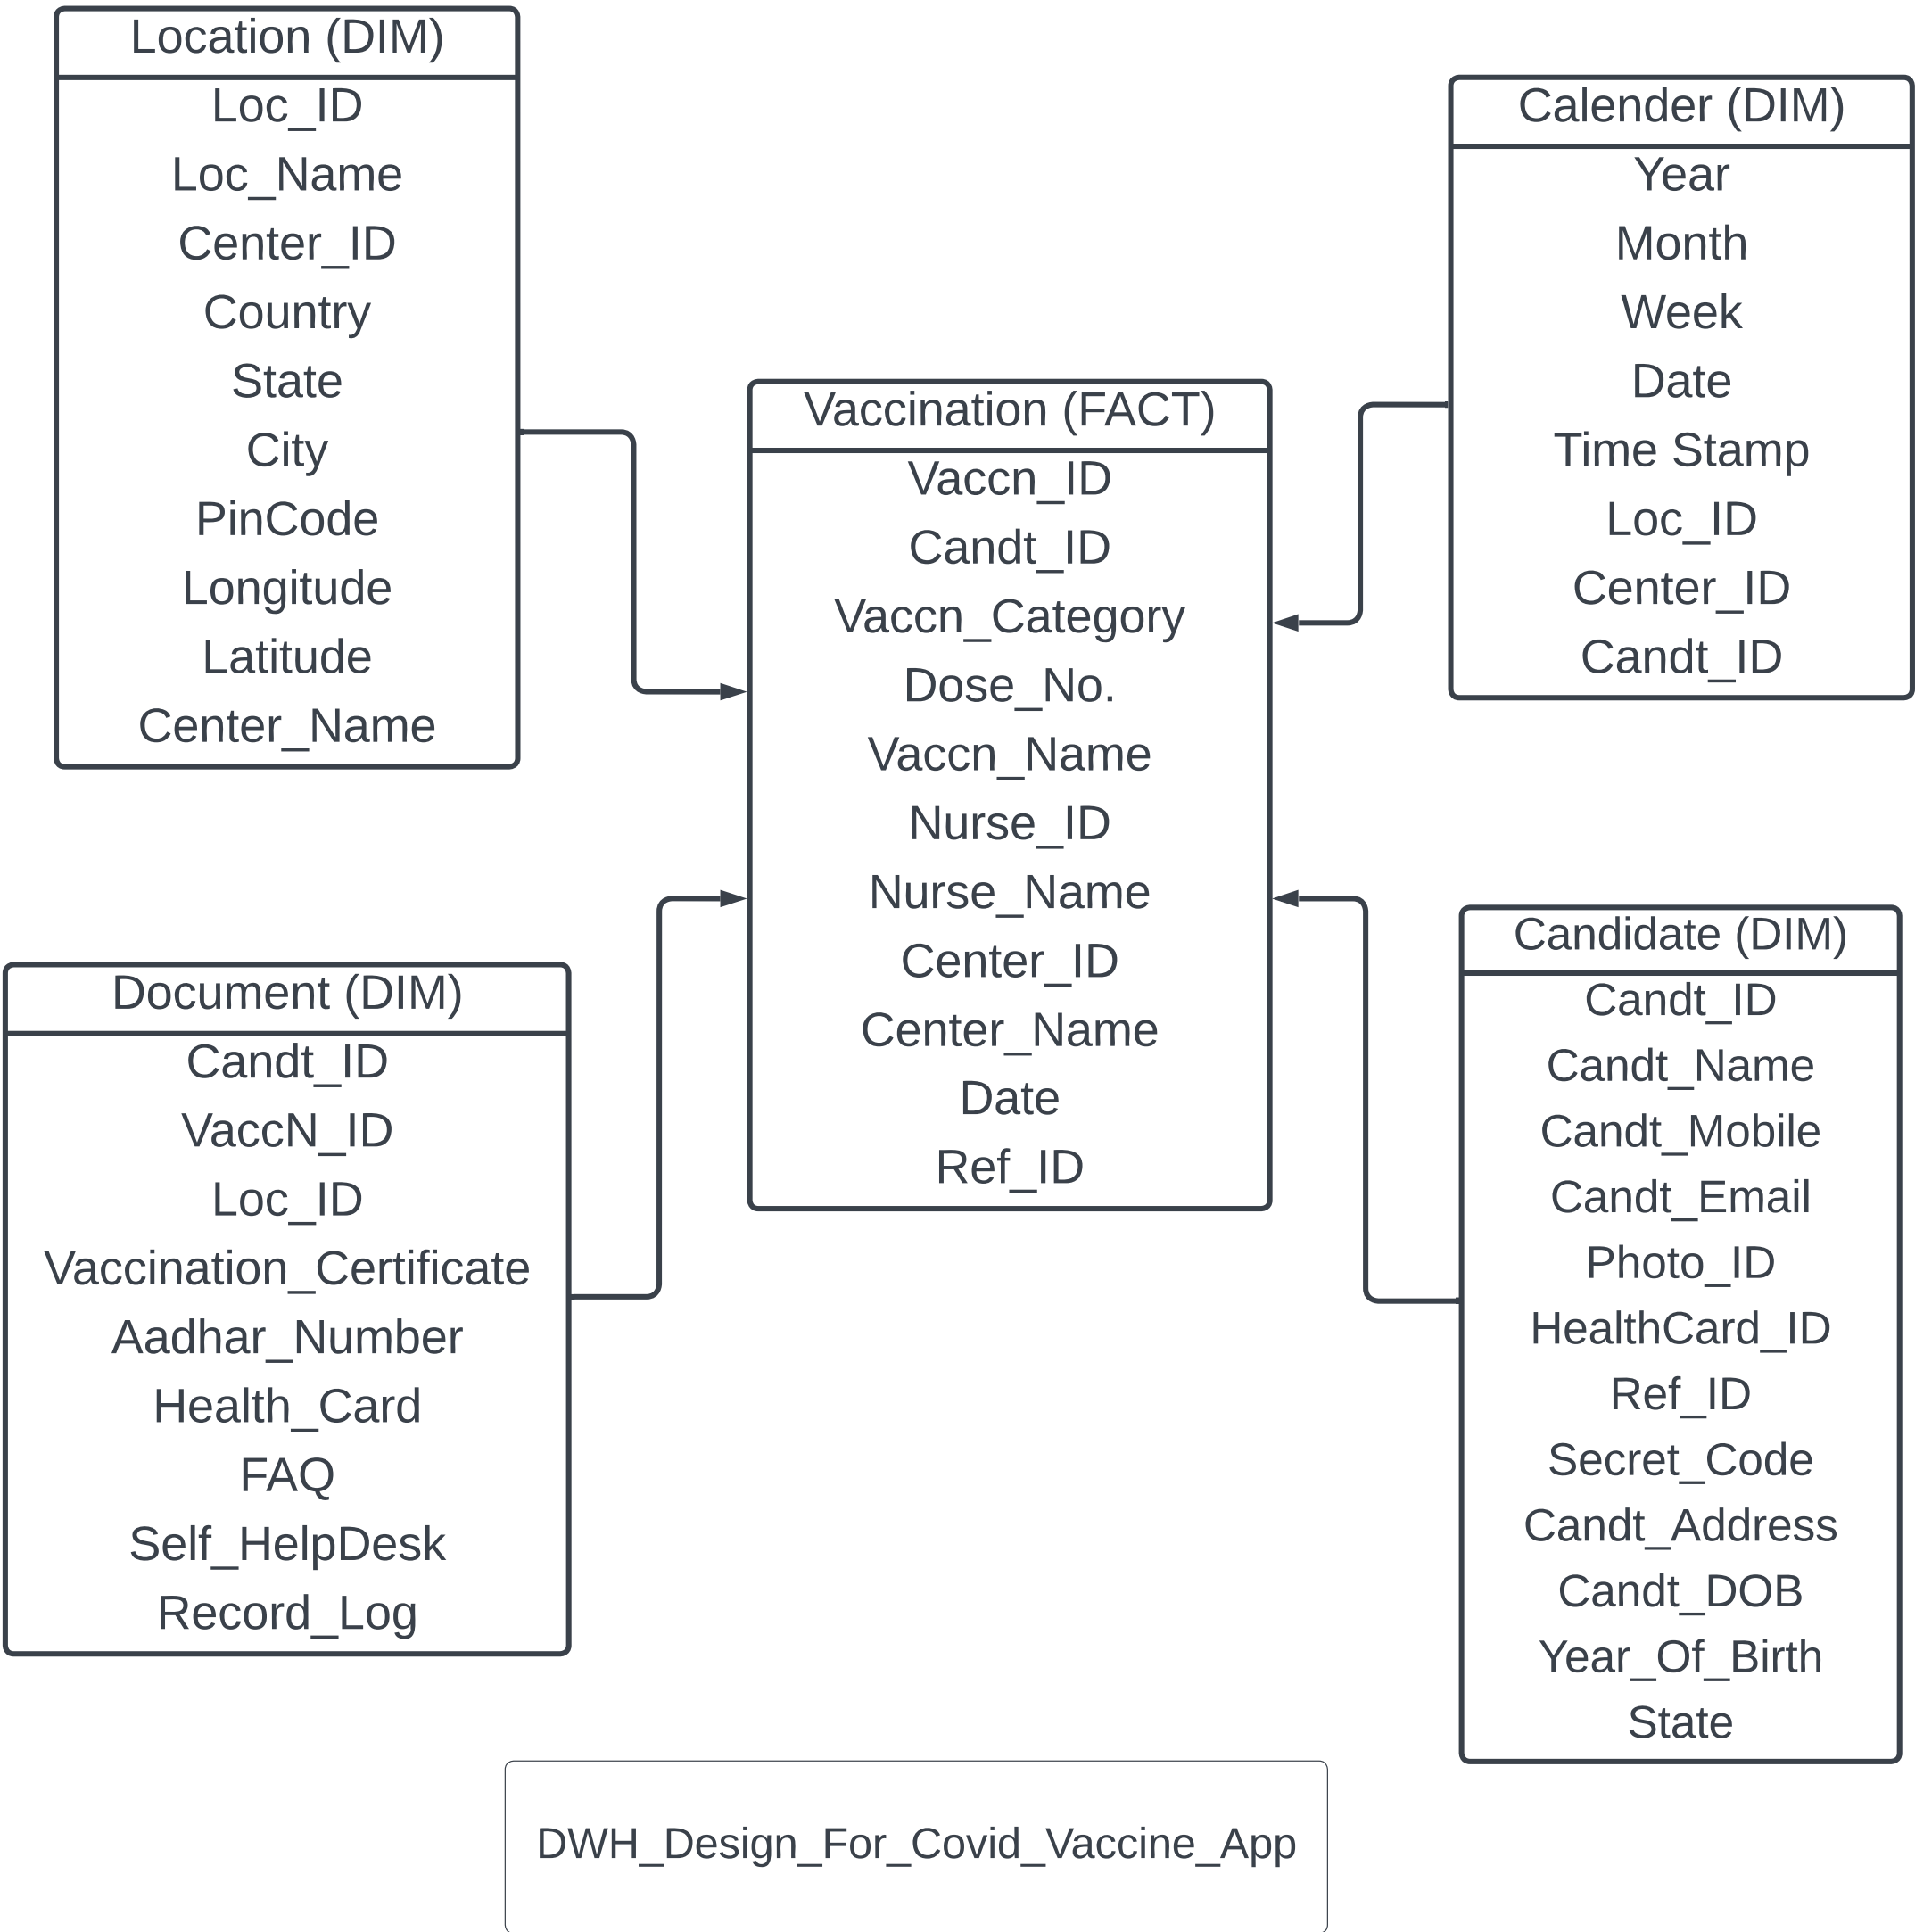 Location (DIM)
Loc_ID
Loc_Name
Center_ID
Country
State
City
PinCode
Longitude
Latitude
Center_Name
Calender (DIM)
Year
Month
Week
Date
Time Stamp
Loc_ID
Center_ID
Candt_ID
Vaccination (FACT)
Vaccn_ID
Candt_ID
Vaccn_Category
Dose_No.
Vaccn_Name
Nurse_ID
Nurse_Name
Center_ID
Center_Name
Date
Ref_ID
Document (DIM)
Candt_ID
VaccN_ID
Loc_ID
Vaccination_Certificate
Aadhar_Number
Health_Card
FAQ
Self_HelpDesk
Record_Log
Candidate (DIM)
Candt_ID
Candt_Name
Candt_Mobile
Candt_Email
Photo_ID
HealthCard_ID
Ref_ID
Secret_Code
Candt_Address
Candt_DOB
Year_Of_Birth
State
DWH_Design_For_Covid_Vaccine_App